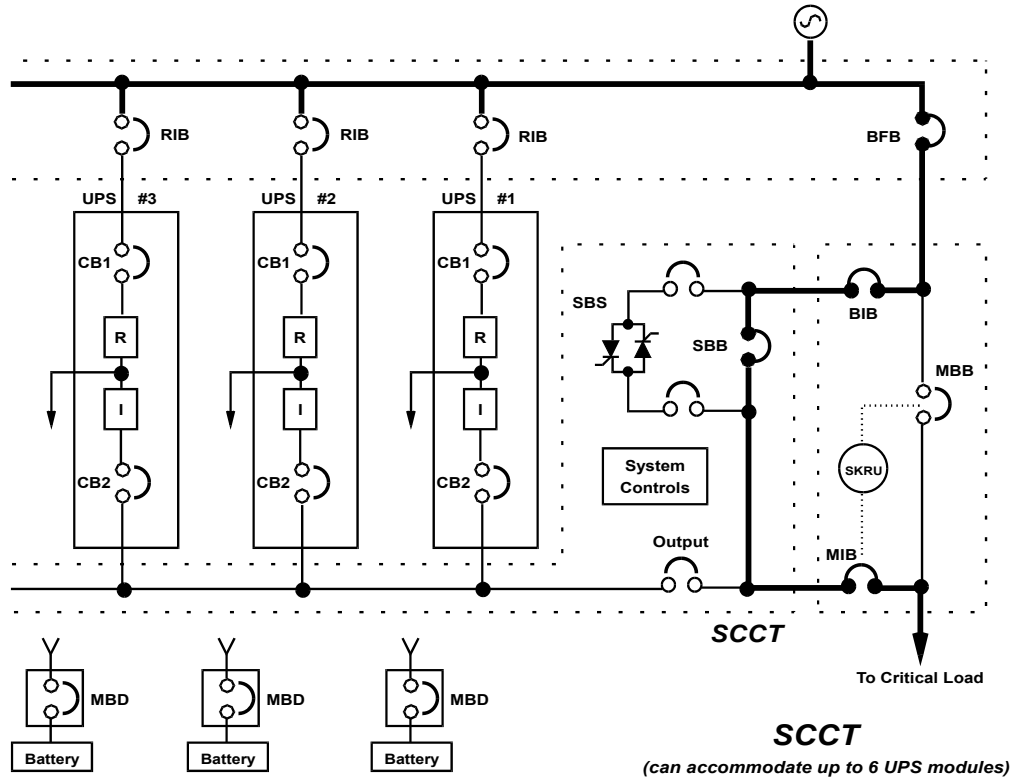 RIB
RIB
RIB
BFB
UPS #3
UPS #2
UPS #1
CB1
CB1
CB1
SBS
BIB
R
R
R
SBB
MBB
I
I
I
CB2
CB2
CB2
System
Controls
SKRU
Output
MIB
SCCT
MBD
MBD
MBD
To Critical Load
Battery
Battery
Battery
SCCT
(can accommodate up to 6 UPS modules)